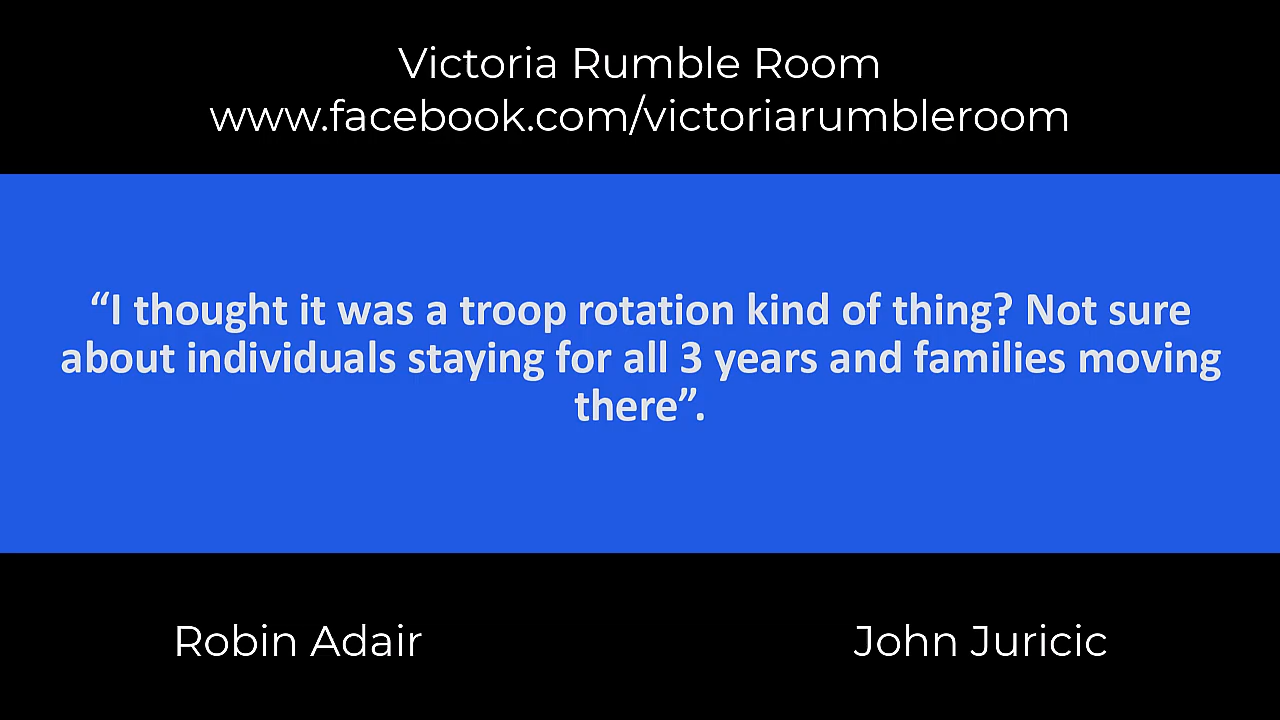 Victoria Rumble Room
www.facebook.com/victoriarumbleroom
“I thought it was a troop rotation kind of thing? Not sure
about individuals staying for all 3 years and families moving
there”.
Robin Adair
John Juricic